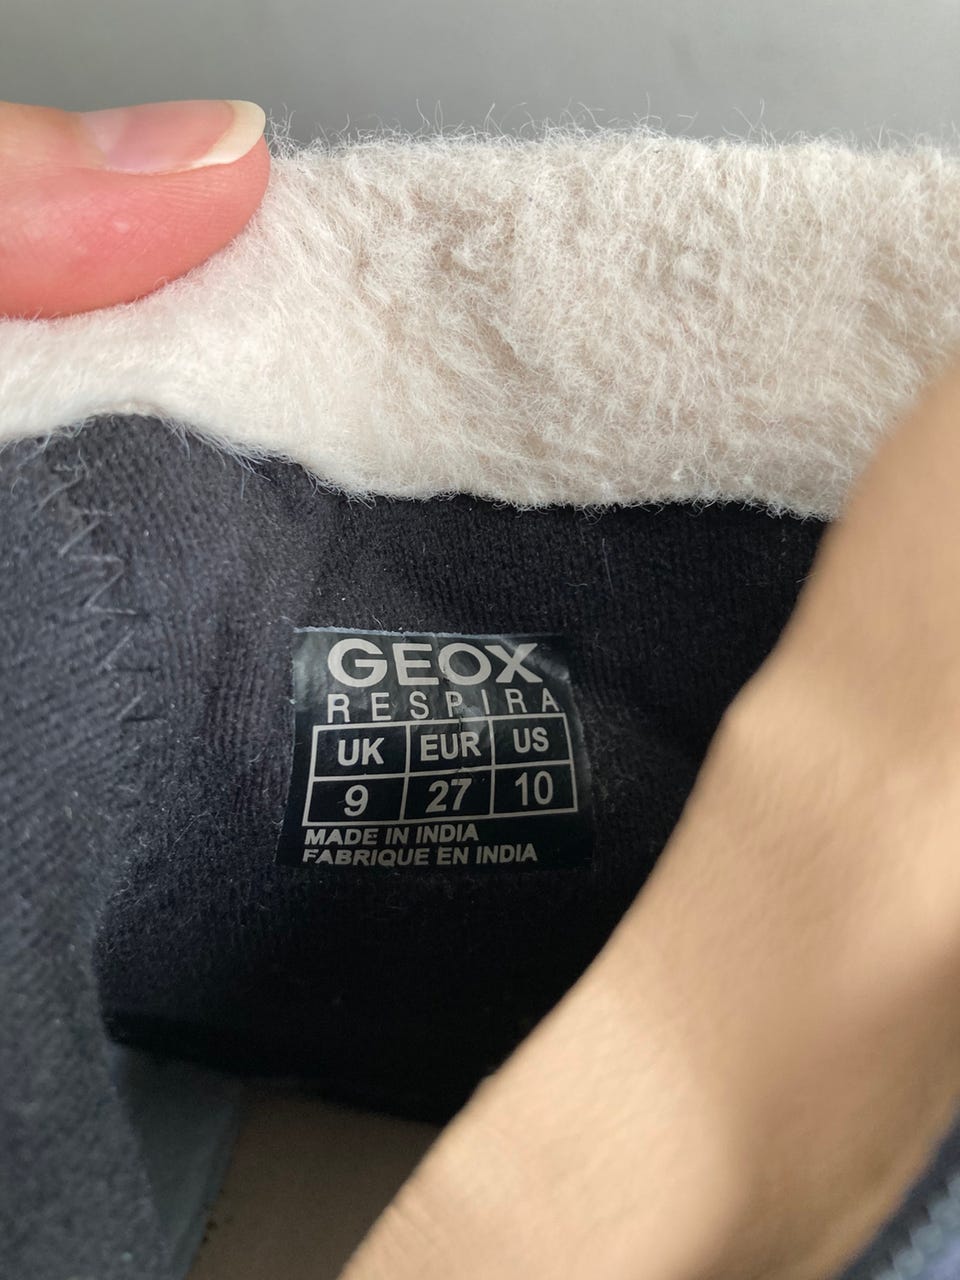 GEOX
RESPIRA
UK EUR US
9 27 10
MADE IN INDIA
FABRIQUE EN INDIA